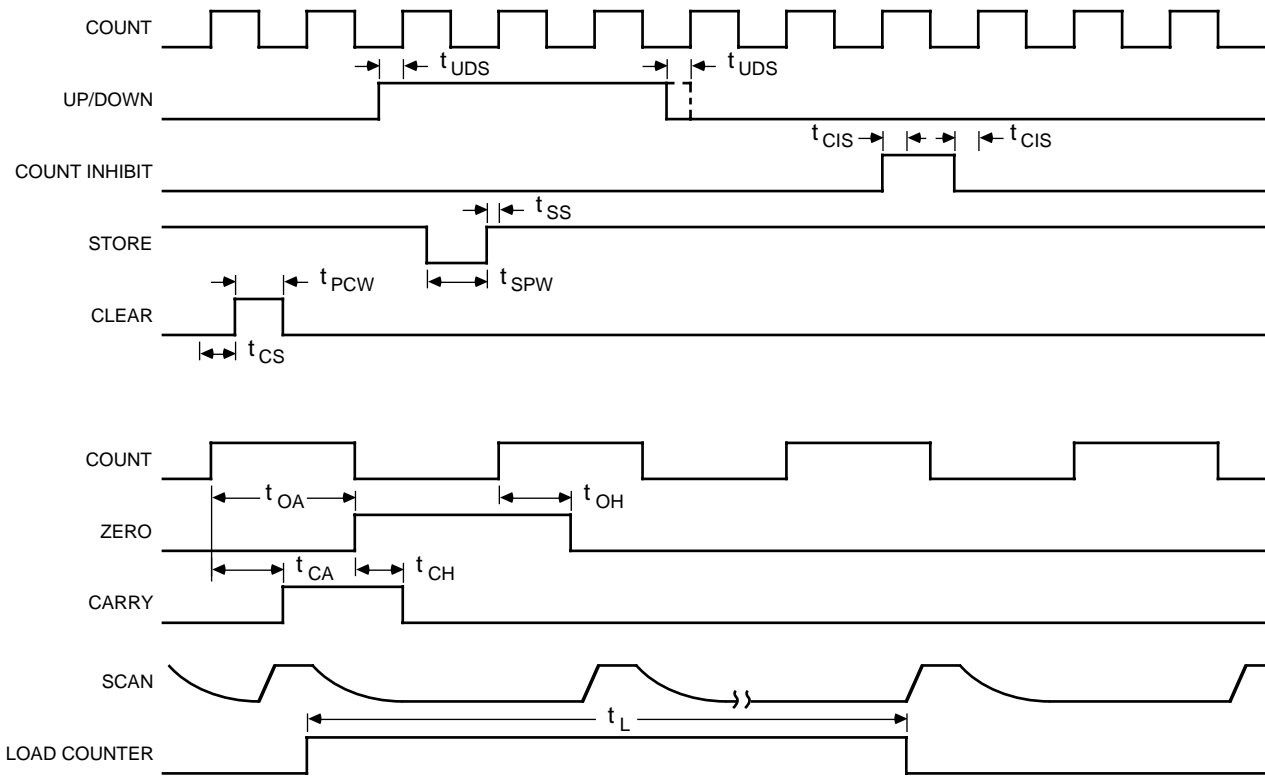 COUNT
t UDS t UDS
UP/DOWN
t CIS t CIS
COUNT INHIBIT
t SS
STORE
t PCW t SPW
CLEAR
t CS
COUNT
t OA t OH
ZERO
t CA t CH
CARRY
SCAN
t L
LOAD COUNTER